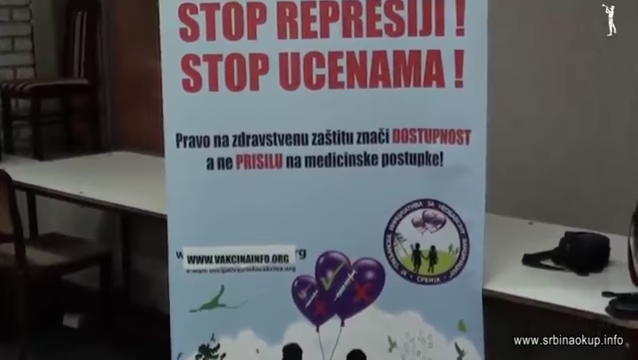 STOP REPRESIJI !
STOP UCENAMA !
Pravo na zdravstvenu zaštitu znači DOSTUPNOST
a ne PRISILU na medicinske postupke!
WWW.VAKCINAINFO.ORG
СРБИЈА
www.srbinaokup.info